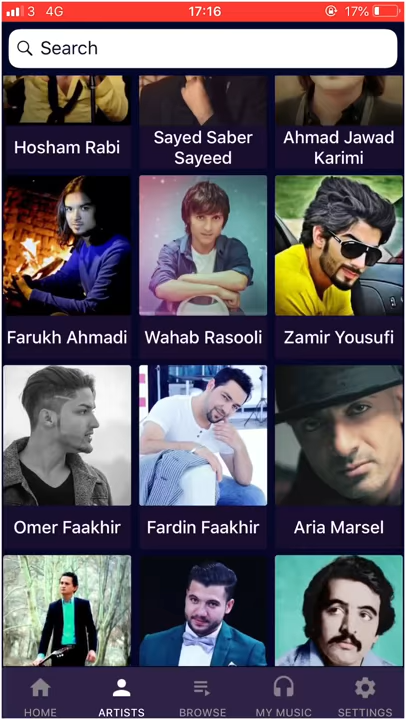 3 4G 17:16 17%
Search
Hosham Rabi
Sayed Saber
Sayeed
Ahmad Jawad
Karimi
Farukh Ahmadi
Wahab Rasooli
Zamir Yousufi
Omer Faakhir
Fardin Faakhir
Aria Marsel
HOME
ARTISTS
BROWSE
MY MUSIC
SETTINGS